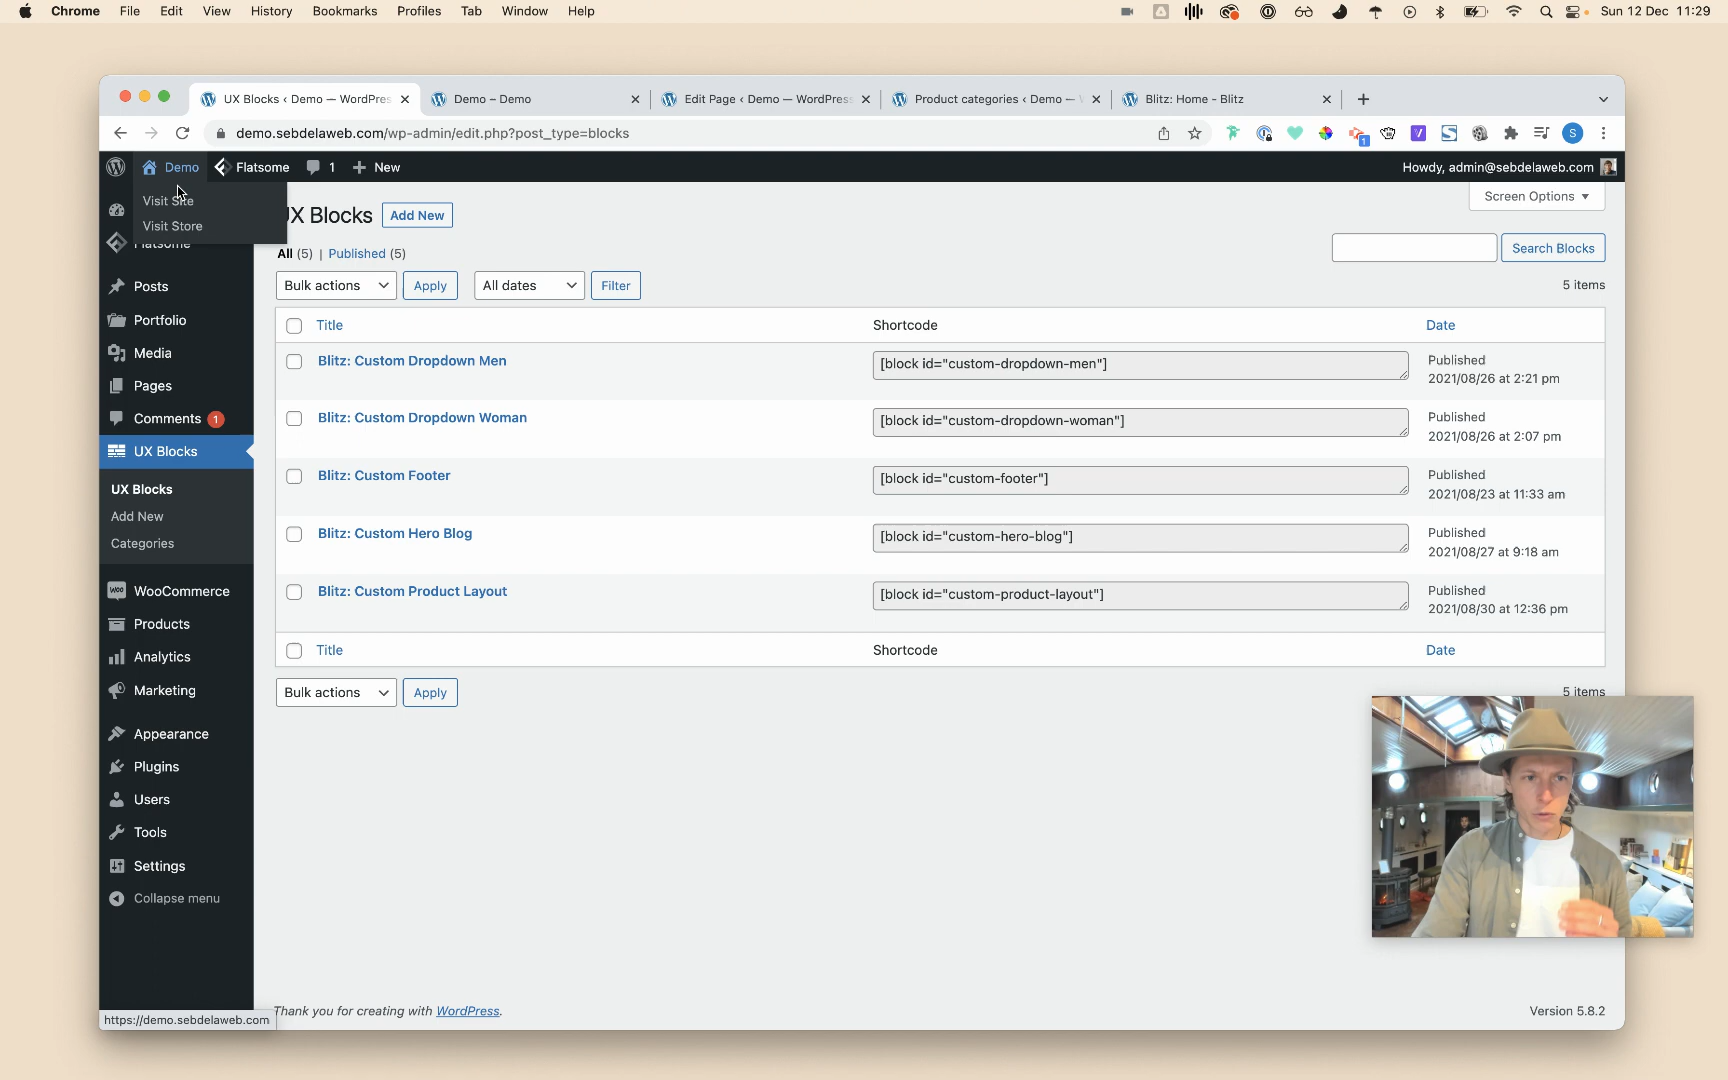 Chrome File Edit View History Bookmarks Profiles Tab Window Help Sun 12 Dec 11:29
UX Blocks ‹ Demo — WordPres Demo – Demo Edit Page ‹ Demo — WordPress Product categories ‹ Demo — Blitz: Home - Blitz
demo.sebdelaweb.com/wp-admin/edit.php?post_type=blocks
Demo Flatsome 1 New Howdy, admin@sebdelaweb.com
Visit Site
Visit Store
Flatsome
Posts
Portfolio
Media
Pages
Comments 1
UX Blocks
UX Blocks
Add New
Categories
WooCommerce
Products
Analytics
Marketing
Appearance
Plugins
Users
Tools
Settings
Collapse menu
Screen Options
UX Blocks Add New
All (5) | Published (5)
Search Blocks
Bulk actions Apply All dates Filter 5 items
Title Shortcode Date
Blitz: Custom Dropdown Men [block id="custom-dropdown-men"] Published
2021/08/26 at 2:21 pm
Blitz: Custom Dropdown Woman [block id="custom-dropdown-woman"] Published
2021/08/26 at 2:07 pm
Blitz: Custom Footer [block id="custom-footer"] Published
2021/08/23 at 11:33 am
Blitz: Custom Hero Blog [block id="custom-hero-blog"] Published
2021/08/27 at 9:18 am
Blitz: Custom Product Layout [block id="custom-product-layout"] Published
2021/08/30 at 12:36 pm
Title Shortcode Date
Bulk actions Apply 5 items
Thank you for creating with WordPress. Version 5.8.2
https://demo.sebdelaweb.com